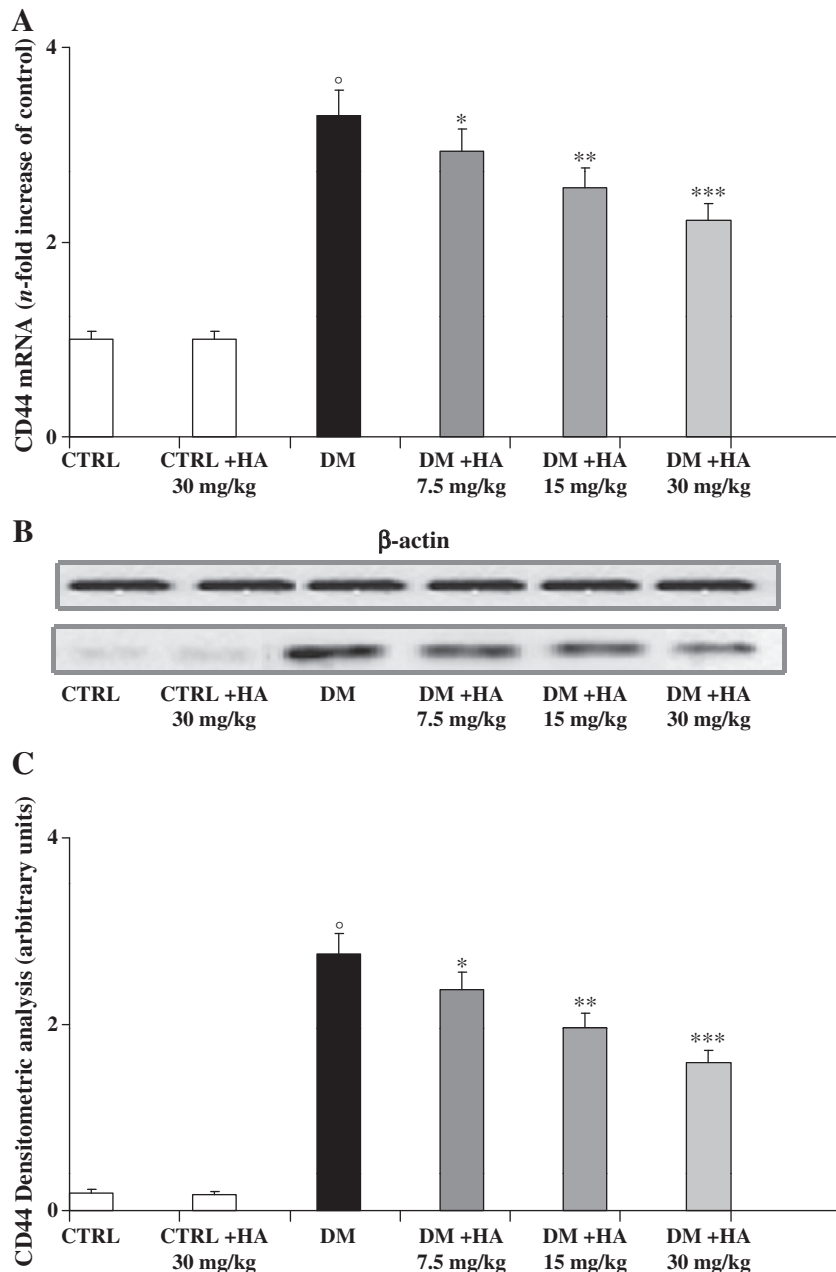 A
CD44 mRNA (n-fold increase of control)
4
2
0
°
*
**
***
CTRL CTRL +HA DM DM +HA DM +HA DM +HA
30 mg/kg 7.5 mg/kg 15 mg/kg 30 mg/kg
B
β-actin
CTRL CTRL +HA DM DM +HA DM +HA DM +HA
30 mg/kg 7.5 mg/kg 15 mg/kg 30 mg/kg
C
CD44 Densitometric analysis (arbitrary units)
4
2
0
°
*
**
***
CTRL CTRL +HA DM DM +HA DM +HA DM +HA
30 mg/kg 7.5 mg/kg 15 mg/kg 30 mg/kg